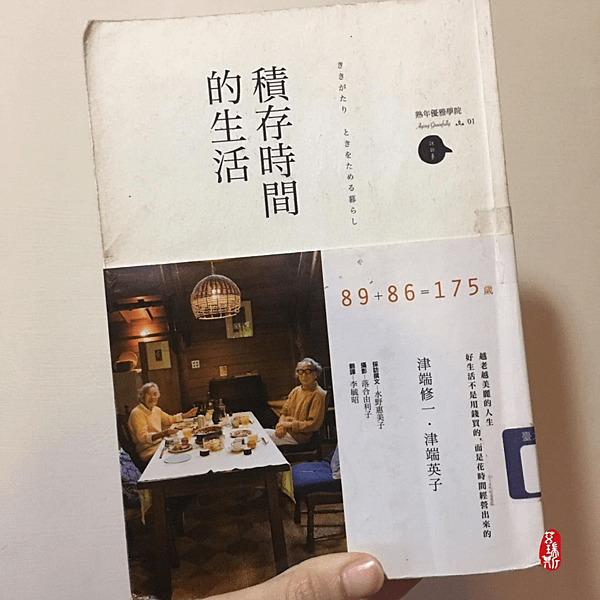 積存時間
的生活
ききがたり ときをためる暮らし
熟年優雅學院
Aging Gracefully
01
89+86=175歲
越老越美麗的人生
好生活不是用錢買的,而是花時間經營出來的
津端修一・津端英子
採訪撰文—水野惠美子
攝影—落合由利子
翻譯—李毓昭